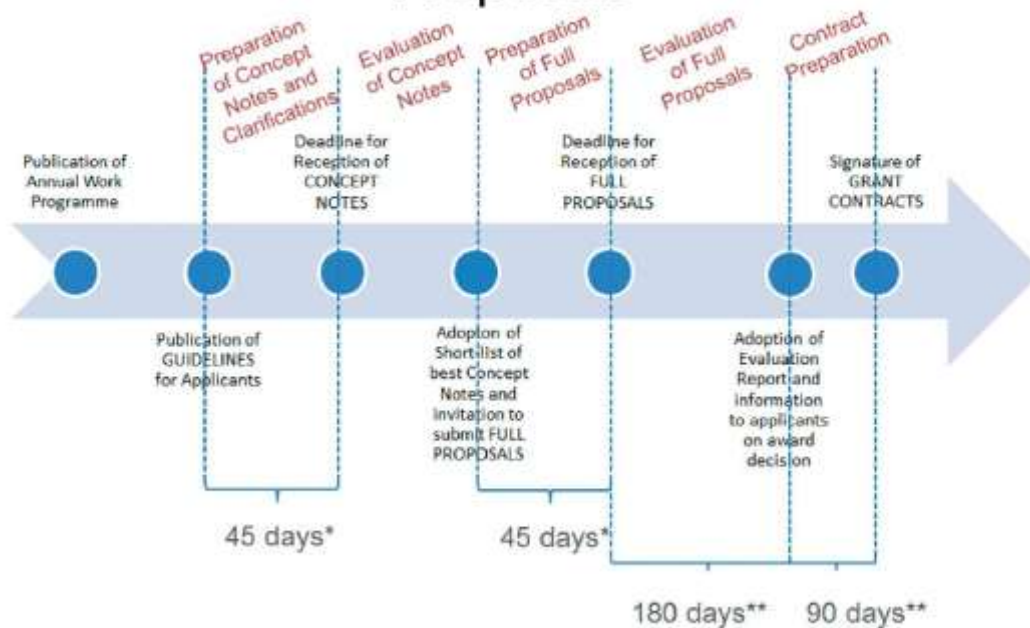 Preparation
of Concept
Notes and
Clarifications
Evaluation
of Concept
Notes
Preparation
of Full
Proposals
Evaluation
of Full
Proposals
Contract
Preparation
Publication of
Annual Work
Programme
Deadline for
Reception of
CONCEPT
NOTES
Deadline for
Reception of
FULL
PROPOSALS
Signature of
GRANT
CONTRACTS
Publication of
GUIDELINES
for Applicants
Adopton of
Short-list of
best Concept
Notes and
invitation to
submit FULL
PROPOSALS
Adoption of
Evaluation
Report and
information
to applicants
on award
decision
45 days*
45 days*
180 days**
90 days**